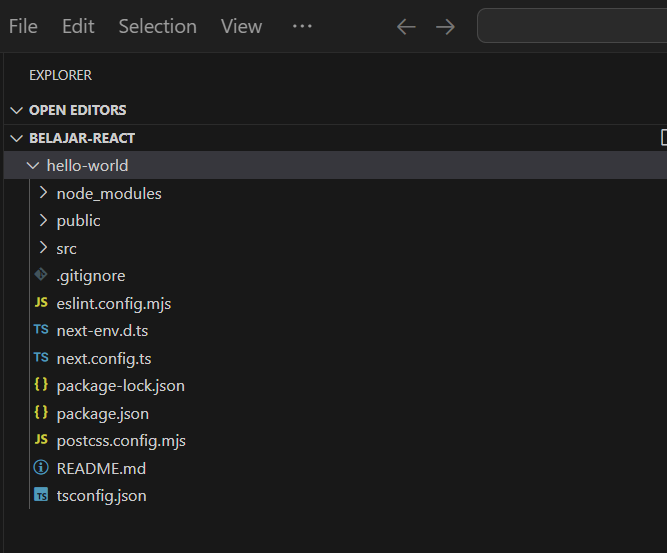 File Edit Selection View ...
EXPLORER
OPEN EDITORS
BELAJAR-REACT
hello-world
node_modules
public
src
.gitignore
JS eslint.config.mjs
TS next-env.d.ts
TS next.config.ts
{} package-lock.json
{} package.json
JS postcss.config.mjs
README.md
TS tsconfig.json